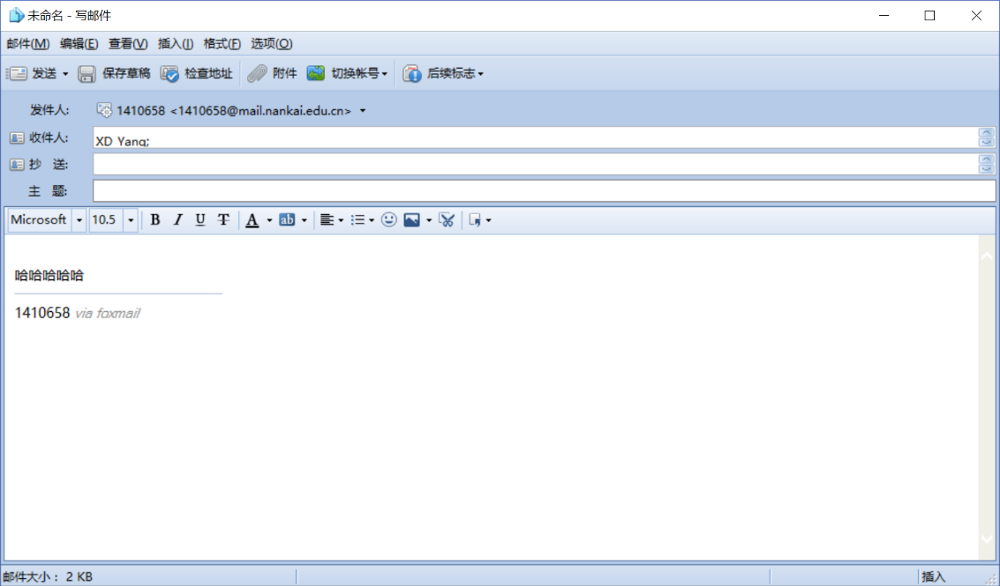 未命名 - 写邮件
邮件(M) 编辑(E) 查看(V) 插入(I) 格式(F) 选项(O)
发送 保存草稿 检查地址 附件 切换帐号 后续标志
发件人: 1410658 <1410658@mail.nankai.edu.cn>
收件人: XD Yang;
抄 送:
主 题:
Microsoft 10.5 B I U T A ab
哈哈哈哈哈
1410658 via foxmail
邮件大小： 2 KB 插入